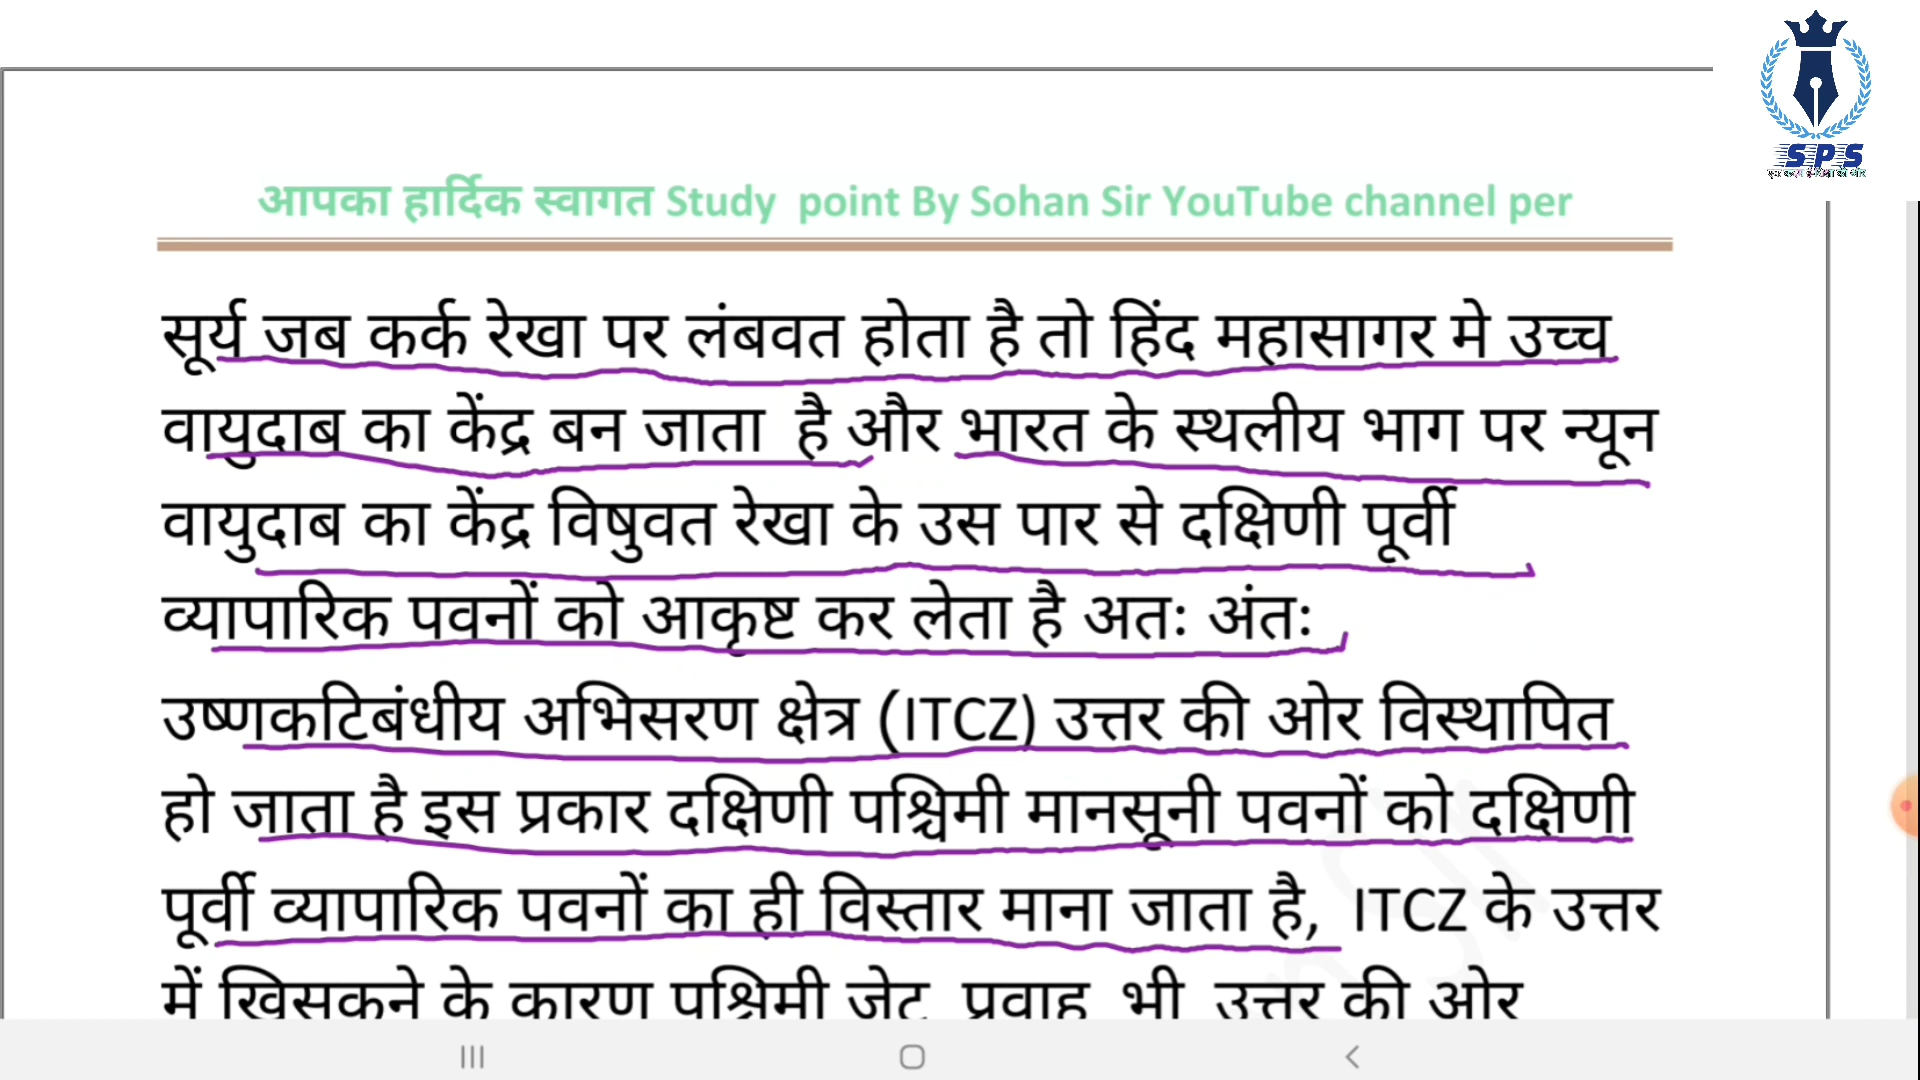 SPS
आपका हार्दिक स्वागत Study point By Sohan Sir YouTube channel per
सूर्य जब कर्क रेखा पर लंबवत होता है तो हिंद महासागर मे उच्च
वायुदाब का केंद्र बन जाता है और भारत के स्थलीय भाग पर न्यून
वायुदाब का केंद्र विषुवत रेखा के उस पार से दक्षिणी पूर्वी
व्यापारिक पवनों को आकृष्ट कर लेता है अतः अंतः
उष्णकटिबंधीय अभिसरण क्षेत्र (ITCZ) उत्तर की ओर विस्थापित
हो जाता है इस प्रकार दक्षिणी पश्चिमी मानसूनी पवनों को दक्षिणी
पूर्वी व्यापारिक पवनों का ही विस्तार माना जाता है, ITCZ के उत्तर
में खिसकने के कारण पश्चिमी जेट प्रवाह भी उत्तर की ओर